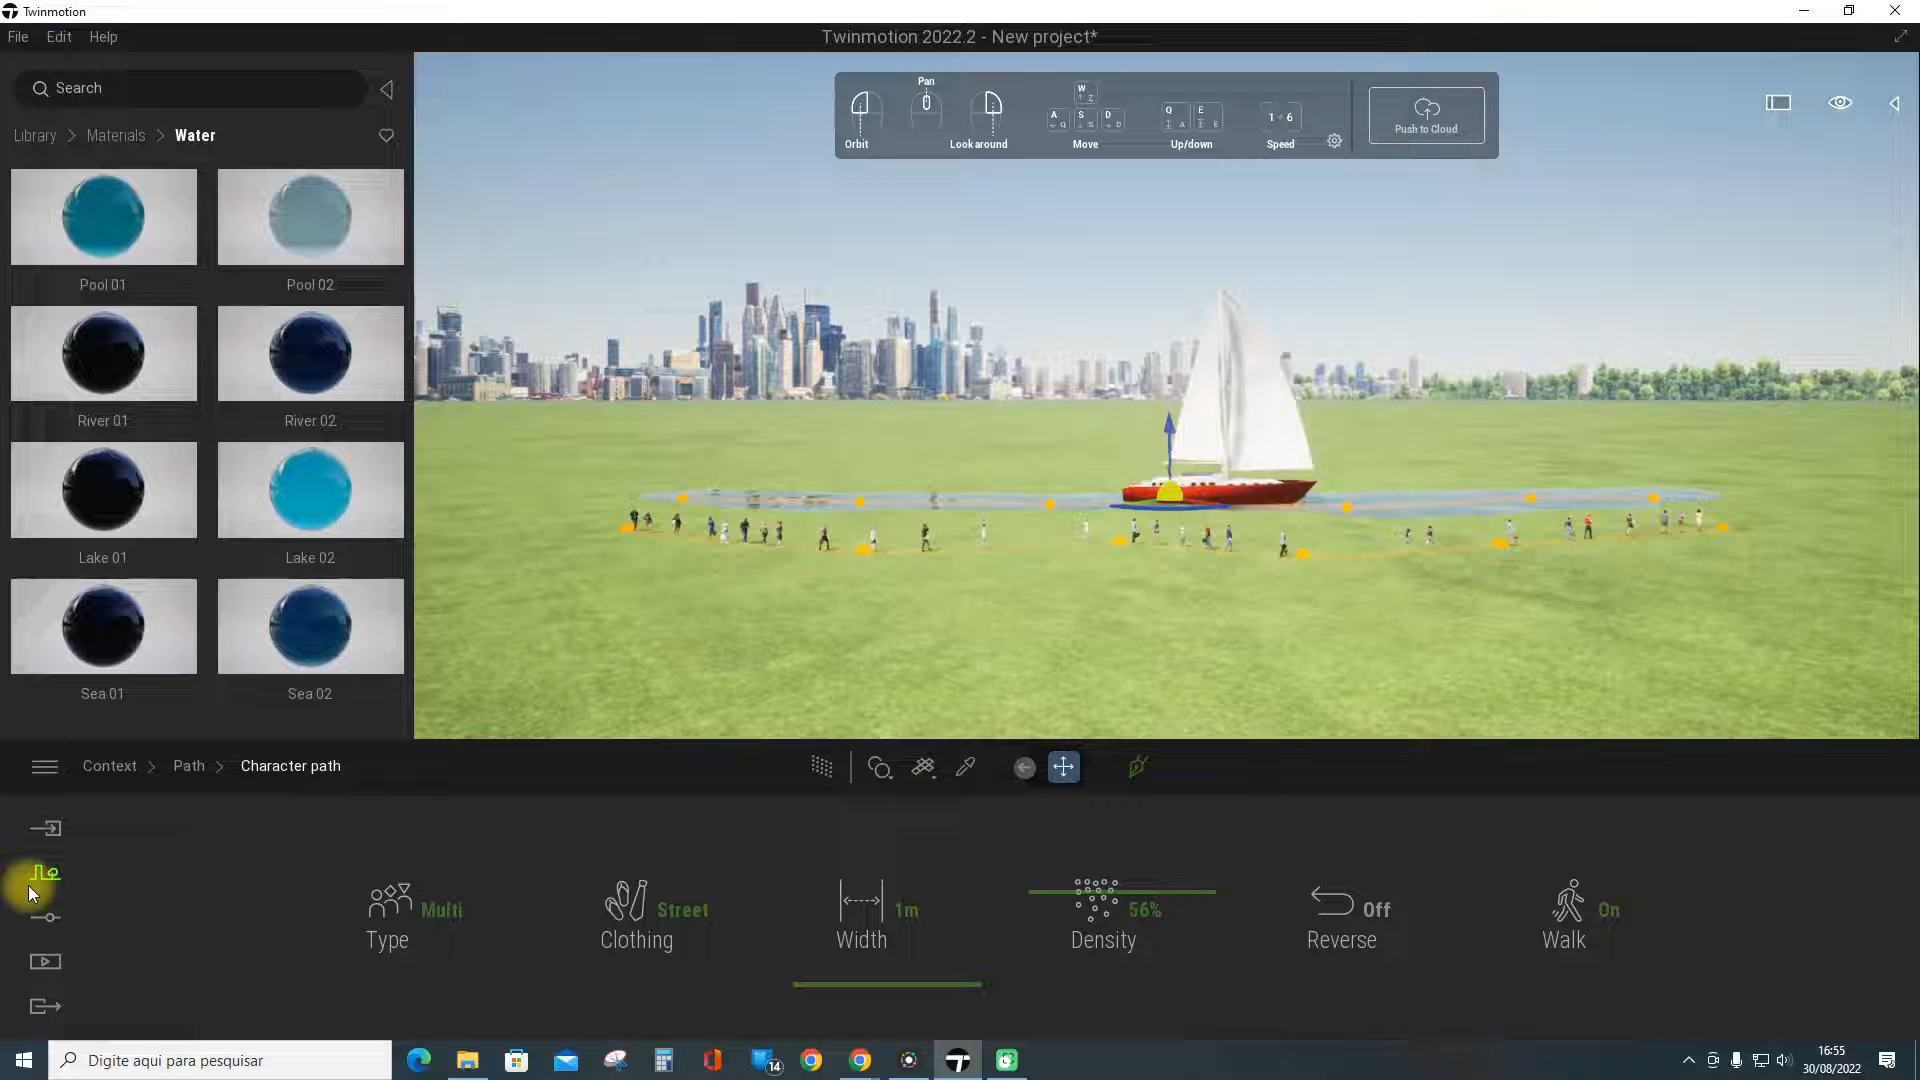 Twinmotion
File Edit Help
Twinmotion 2022.2 - New project*
Search
Library > Materials > Water
Pool 01 Pool 02
River 01 River 02
Lake 01 Lake 02
Sea 01 Sea 02
Pan
Orbit Look around
W
A S D
Move
Q E
Up/down
1 6
Speed
Push to Cloud
Context > Path > Character path
Multi
Type
Street
Clothing
1m
Width
56%
Density
Off
Reverse
On
Walk
Digite aqui para pesquisar
14
16:55
30/08/2022